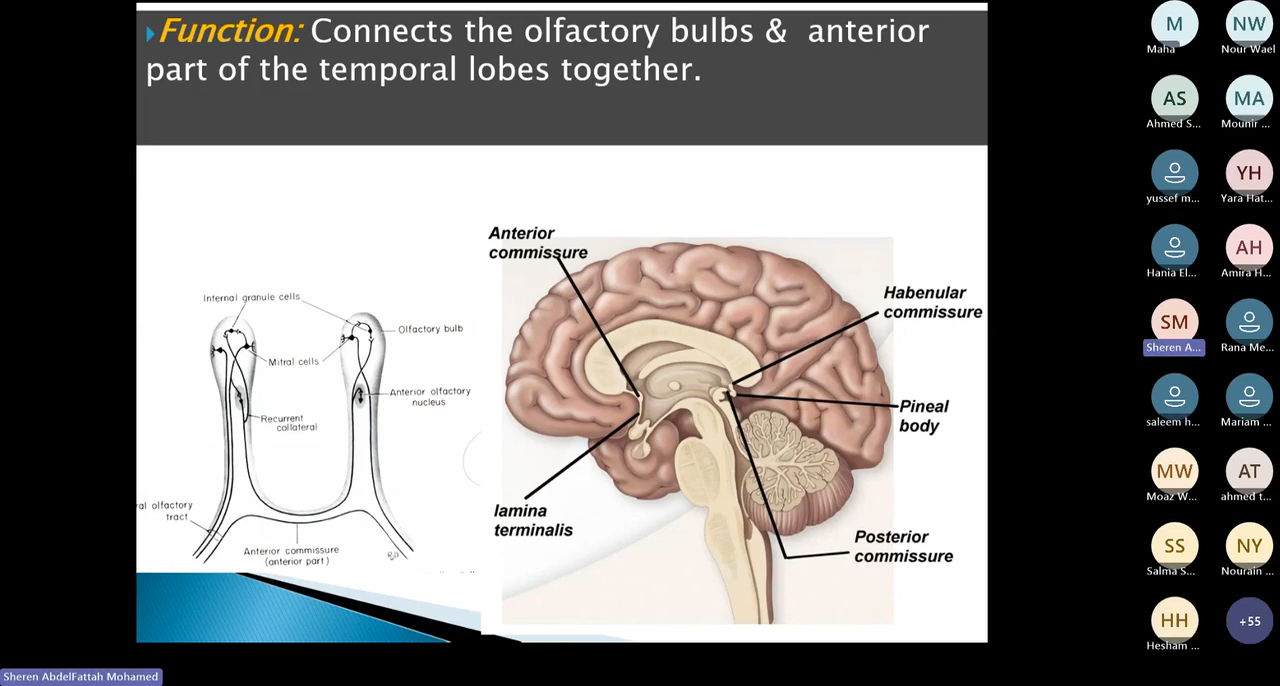 Function: Connects the olfactory bulbs & anterior
part of the temporal lobes together.
Anterior
commissure
Habenular
commissure
Pineal
body
Posterior
commissure
lamina
terminalis
Internal granule cells
Olfactory bulb
Mitral cells
Anterior olfactory
nucleus
Recurrent
collateral
al olfactory
tract
Anterior commissure
(anterior part)
M
Maha
NW
Nour Wael
AS
Ahmed S...
MA
Mounir ...
yussef m...
YH
Yara Hat...
Hania El...
AH
Amira H...
SM
Sheren A...
Rana Me...
saleem h...
Mariam ...
MW
Moaz W...
AT
ahmed t...
SS
Salma S...
NY
Nourain ...
HH
Hesham ...
+55
Sheren AbdelFattah Mohamed